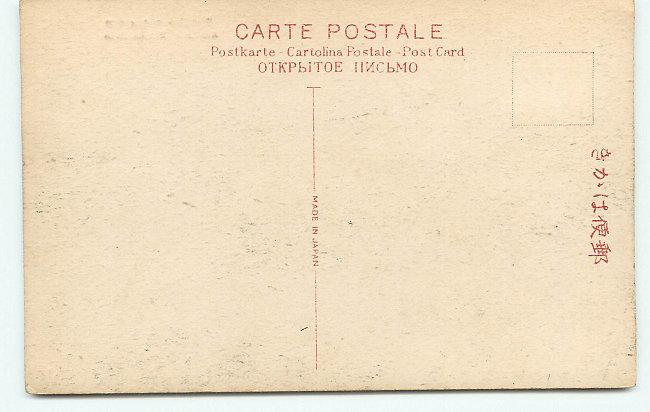 CARTE POSTALE
Postkarte - Cartolina Postale - Post Card
ОТКРЫТОЕ ПИСЬМО
MADE IN JAPAN
きかは便郵